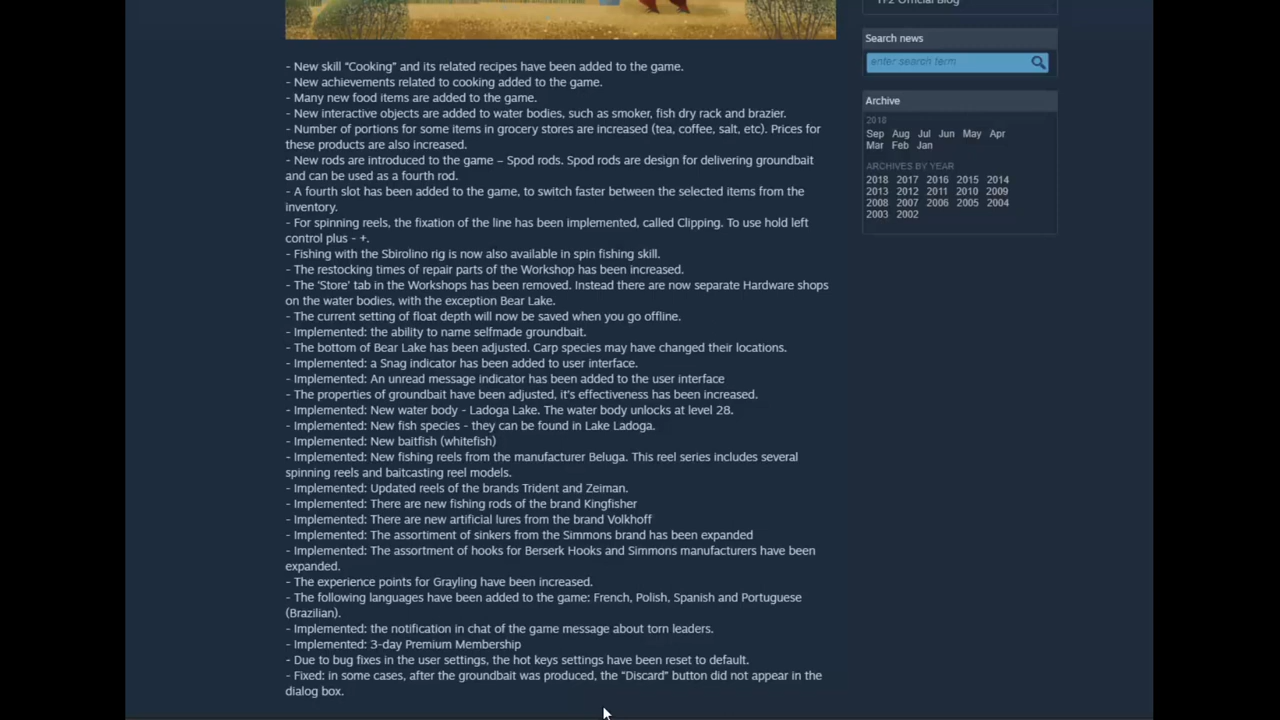 TF2 Official Blog
Search news
enter search term
Archive
2018
Sep Aug Jul Jun May Apr
Mar Feb Jan
ARCHIVES BY YEAR
2018 2017 2016 2015 2014
2013 2012 2011 2010 2009
2008 2007 2006 2005 2004
2003 2002
- New skill “Cooking” and its related recipes have been added to the game.
- New achievements related to cooking added to the game.
- Many new food items are added to the game.
- New interactive objects are added to water bodies, such as smoker, fish dry rack and brazier.
- Number of portions for some items in grocery stores are increased (tea, coffee, salt, etc). Prices for
these products are also increased.
- New rods are introduced to the game – Spod rods. Spod rods are design for delivering groundbait
and can be used as a fourth rod.
- A fourth slot has been added to the game, to switch faster between the selected items from the
inventory.
- For spinning reels, the fixation of the line has been implemented, called Clipping. To use hold left
control plus - +.
- Fishing with the Sbirolino rig is now also available in spin fishing skill.
- The restocking times of repair parts of the Workshop has been increased.
- The ‘Store’ tab in the Workshops has been removed. Instead there are now separate Hardware shops
on the water bodies, with the exception Bear Lake.
- The current setting of float depth will now be saved when you go offline.
- Implemented: the ability to name selfmade groundbait.
- The bottom of Bear Lake has been adjusted. Carp species may have changed their locations.
- Implemented: a Snag indicator has been added to user interface.
- Implemented: An unread message indicator has been added to the user interface
- The properties of groundbait have been adjusted, it’s effectiveness has been increased.
- Implemented: New water body - Ladoga Lake. The water body unlocks at level 28.
- Implemented: New fish species - they can be found in Lake Ladoga.
- Implemented: New baitfish (whitefish)
- Implemented: New fishing reels from the manufacturer Beluga. This reel series includes several
spinning reels and baitcasting reel models.
- Implemented: Updated reels of the brands Trident and Zeiman.
- Implemented: There are new fishing rods of the brand Kingfisher
- Implemented: There are new artificial lures from the brand Volkhoff
- Implemented: The assortiment of sinkers from the Simmons brand has been expanded
- Implemented: The assortment of hooks for Berserk Hooks and Simmons manufacturers have been
expanded.
- The experience points for Grayling have been increased.
- The following languages have been added to the game: French, Polish, Spanish and Portuguese
(Brazilian).
- Implemented: the notification in chat of the game message about torn leaders.
- Implemented: 3-day Premium Membership
- Due to bug fixes in the user settings, the hot keys settings have been reset to default.
- Fixed: in some cases, after the groundbait was produced, the “Discard” button did not appear in the
dialog box.